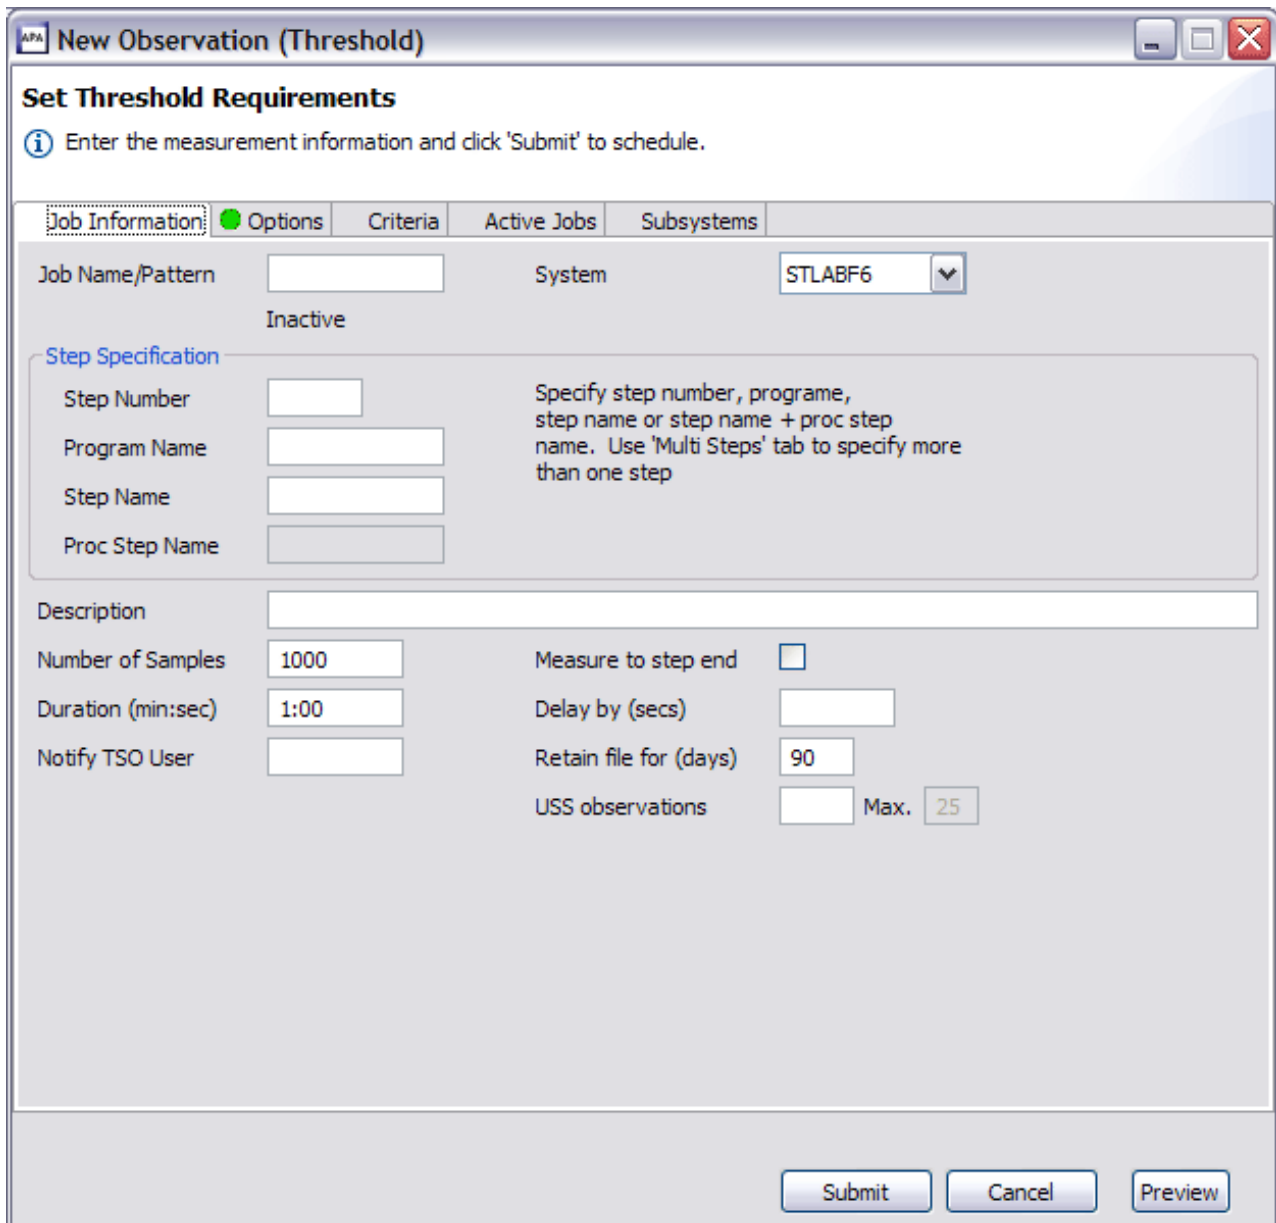 APA New Observation (Threshold)
Set Threshold Requirements
Enter the measurement information and click 'Submit' to schedule.
Job Information Options Criteria Active Jobs Subsystems
Job Name/Pattern System STLABF6
Inactive
Step Specification
Step Number
Program Name
Step Name
Proc Step Name
Specify step number, programe,
step name or step name + proc step
name. Use 'Multi Steps' tab to specify more
than one step
Description
Number of Samples 1000 Measure to step end
Duration (min:sec) 1:00 Delay by (secs)
Notify TSO User Retain file for (days) 90
USS observations Max. 25
Submit Cancel Preview